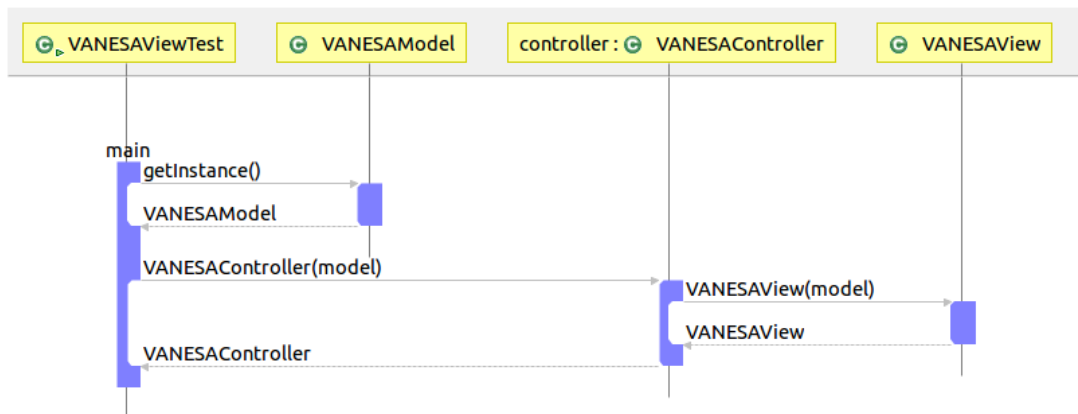 VANESAViewTest
VANESAModel
controller : C VANESAController
VANESAView
main
getInstance()
VANESAModel
VANESAController(model)
VANESAView(model)
VANESAView
VANESAController